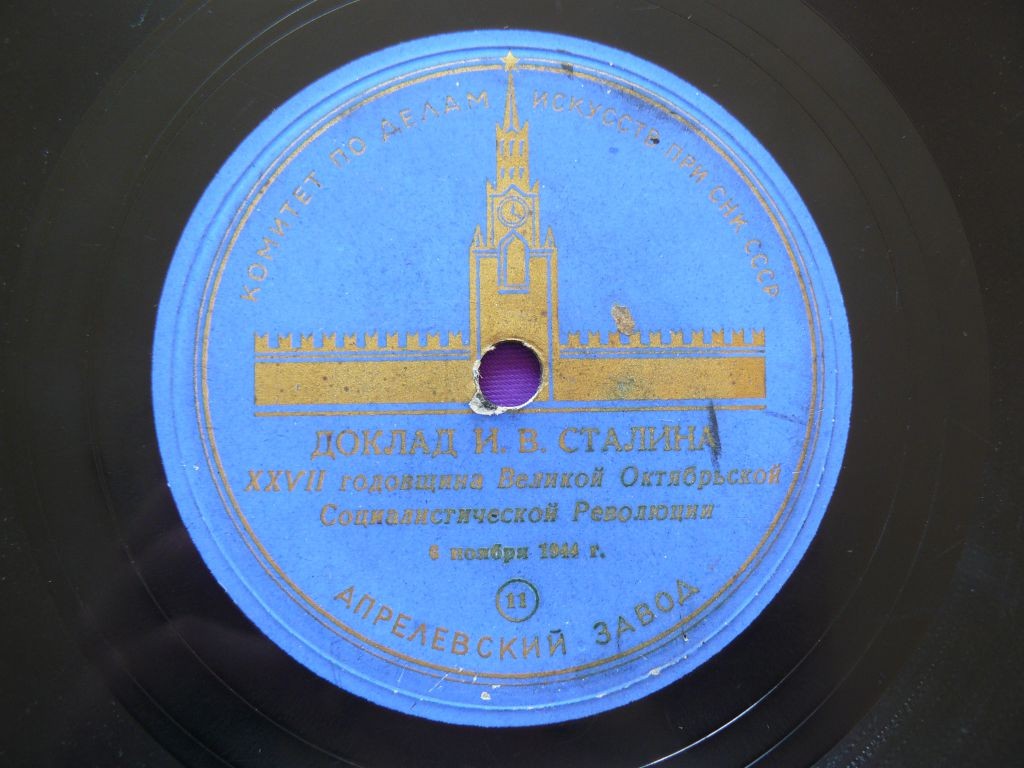 КОМИТЕТ ПО ДЕЛАМ ИСКУССТВ ПРИ СНК СССР
ДОКЛАД И. В. СТАЛИНА
XXVII годовщина Великой Октябрьской
Социалистической Революции
6 ноября 1944 г.
11
АПРЕЛЕВСКИЙ ЗАВОД